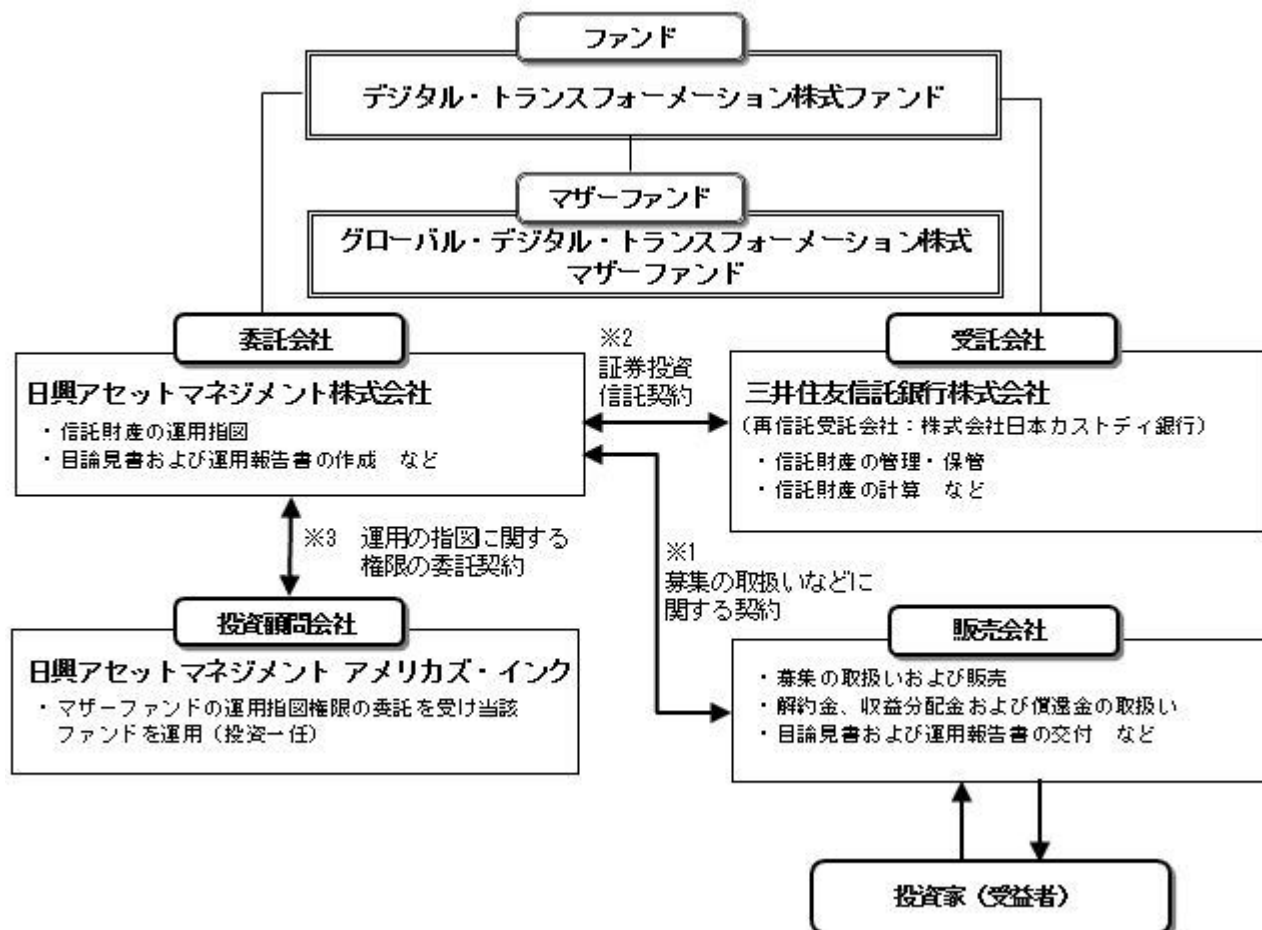 ファンド
デジタル・トランスフォーメーション株式ファンド
マザーファンド
グローバル・デジタル・トランスフォーメーション株式
マザーファンド
委託会社
日興アセットマネジメント株式会社
・信託財産の運用指図
・目論見書および運用報告書の作成　など
※2
証券投資
信託契約
受託会社
三井住友信託銀行株式会社
（再信託受託会社：株式会社日本カストディ銀行）
・信託財産の管理・保管
・信託財産の計算　など
※3　運用の指図に関する
権限の委託契約
※1
募集の取扱いなどに
関する契約
投資顧問会社
日興アセットマネジメント アメリカズ・インク
・マザーファンドの運用指図権限の委託を受け当該
ファンドを運用（投資一任）
販売会社
・募集の取扱いおよび販売
・解約金、収益分配金および償還金の取扱い
・目論見書および運用報告書の交付　など
投資家（受益者）